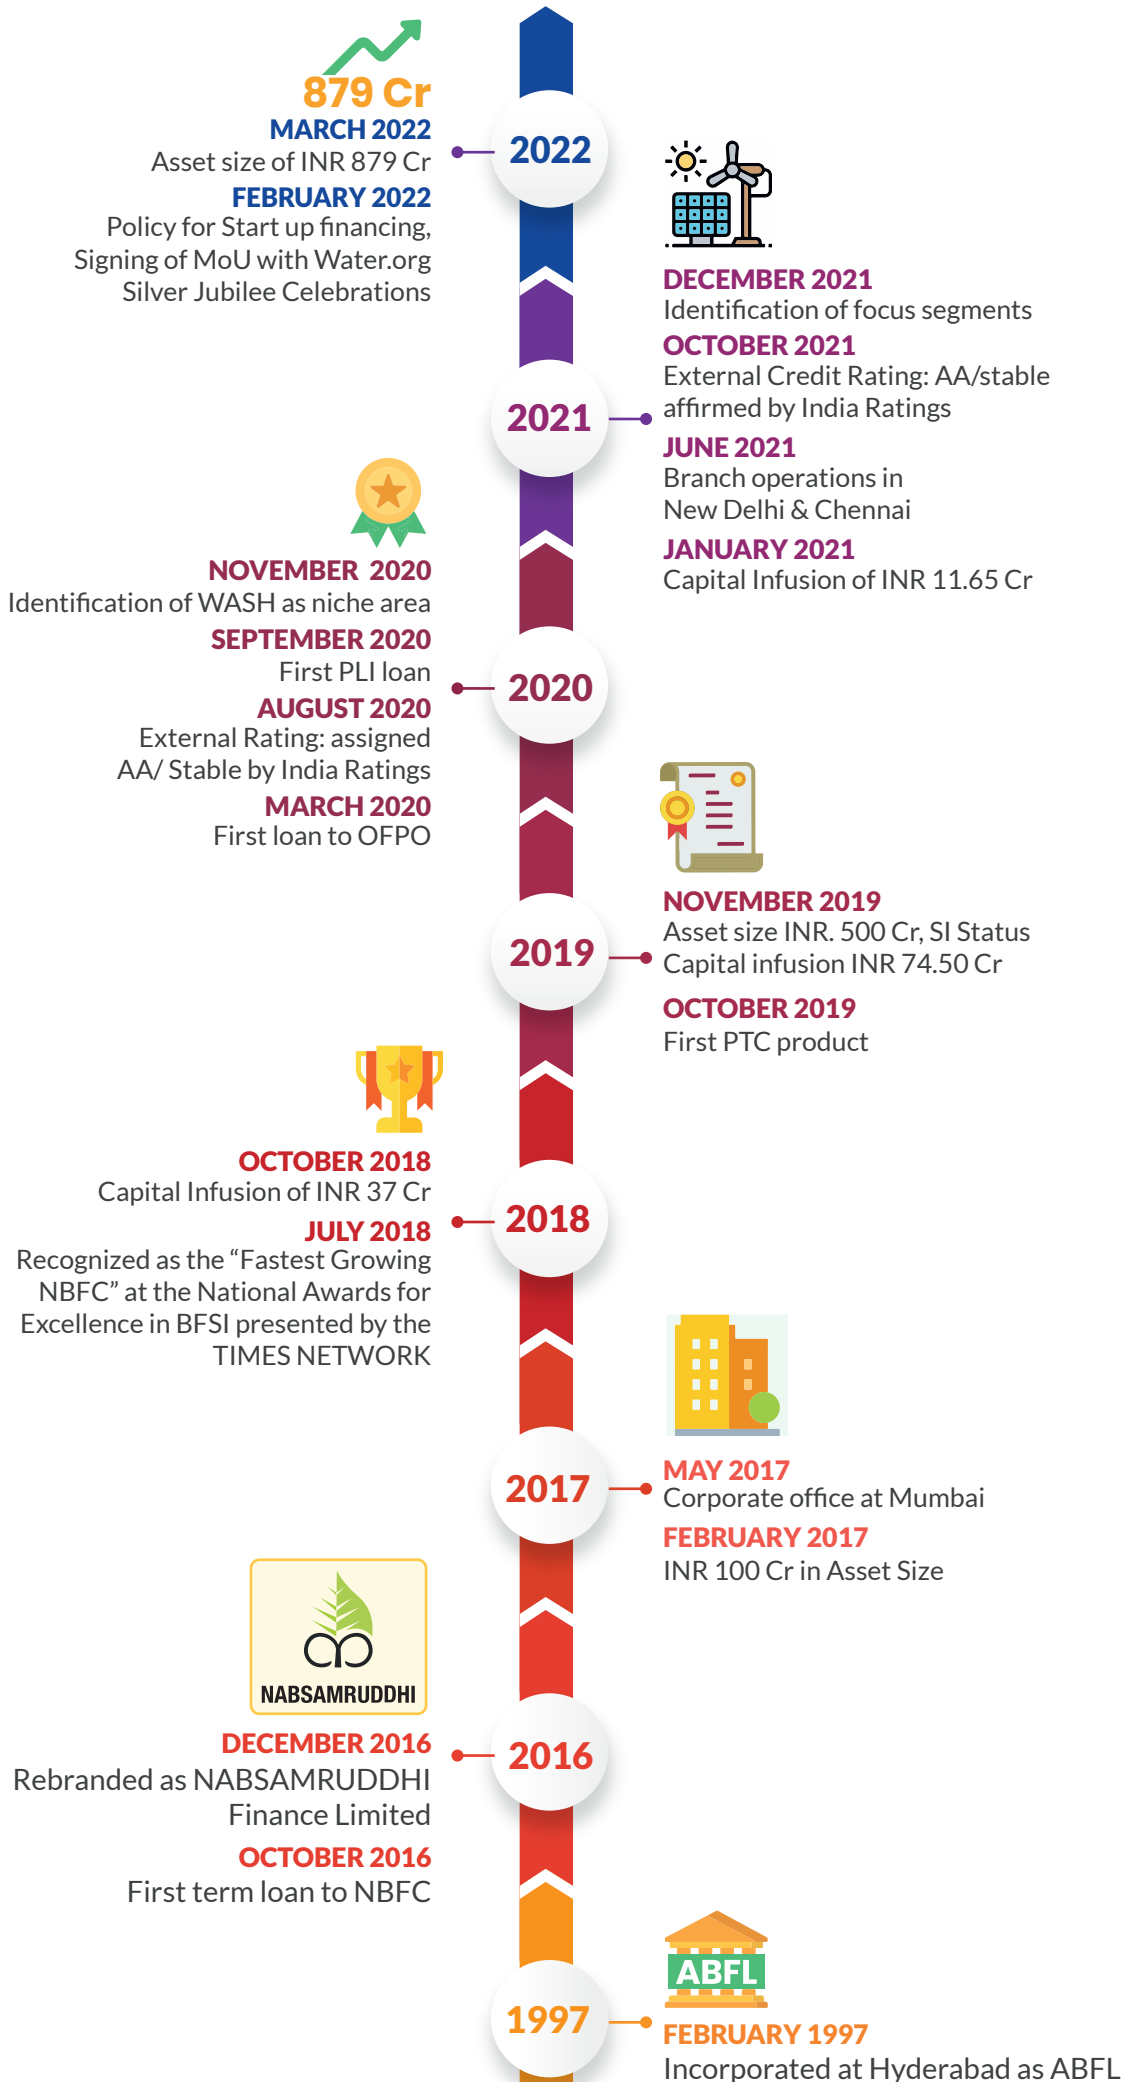 879 Cr
MARCH 2022
Asset size of INR 879 Cr
FEBRUARY 2022
Policy for Start up financing,
Signing of MoU with Water.org
Silver Jubilee Celebrations
2022
DECEMBER 2021
Identification of focus segments
OCTOBER 2021
External Credit Rating: AA/stable
affirmed by India Ratings
JUNE 2021
Branch operations in
New Delhi & Chennai
JANUARY 2021
Capital Infusion of INR 11.65 Cr
2021
NOVEMBER 2020
Identification of WASH as niche area
SEPTEMBER 2020
First PLI loan
AUGUST 2020
External Rating: assigned
AA/ Stable by India Ratings
MARCH 2020
First loan to OFPO
2020
NOVEMBER 2019
Asset size INR. 500 Cr, SI Status
Capital infusion INR 74.50 Cr
OCTOBER 2019
First PTC product
2019
OCTOBER 2018
Capital Infusion of INR 37 Cr
JULY 2018
Recognized as the “Fastest Growing
NBFC” at the National Awards for
Excellence in BFSI presented by the
TIMES NETWORK
2018
MAY 2017
Corporate office at Mumbai
FEBRUARY 2017
INR 100 Cr in Asset Size
2017
NABSAMRUDDHI
DECEMBER 2016
Rebranded as NABSAMRUDDHI
Finance Limited
OCTOBER 2016
First term loan to NBFC
2016
ABFL
1997
FEBRUARY 1997
Incorporated at Hyderabad as ABFL